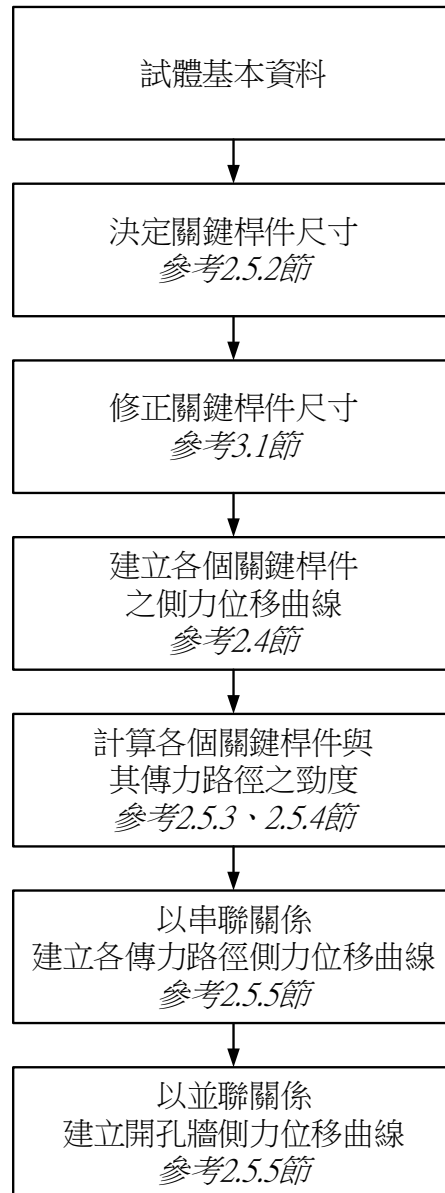 試體基本資料
決定關鍵桿件尺寸
參考2.5.2節
修正關鍵桿件尺寸
參考3.1節
建立各個關鍵桿件
之側力位移曲線
參考2.4節
計算各個關鍵桿件與
其傳力路徑之勁度
參考2.5.3、2.5.4節
以串聯關係
建立各傳力路徑側力位移曲線
參考2.5.5節
以並聯關係
建立開孔牆側力位移曲線
參考2.5.5節